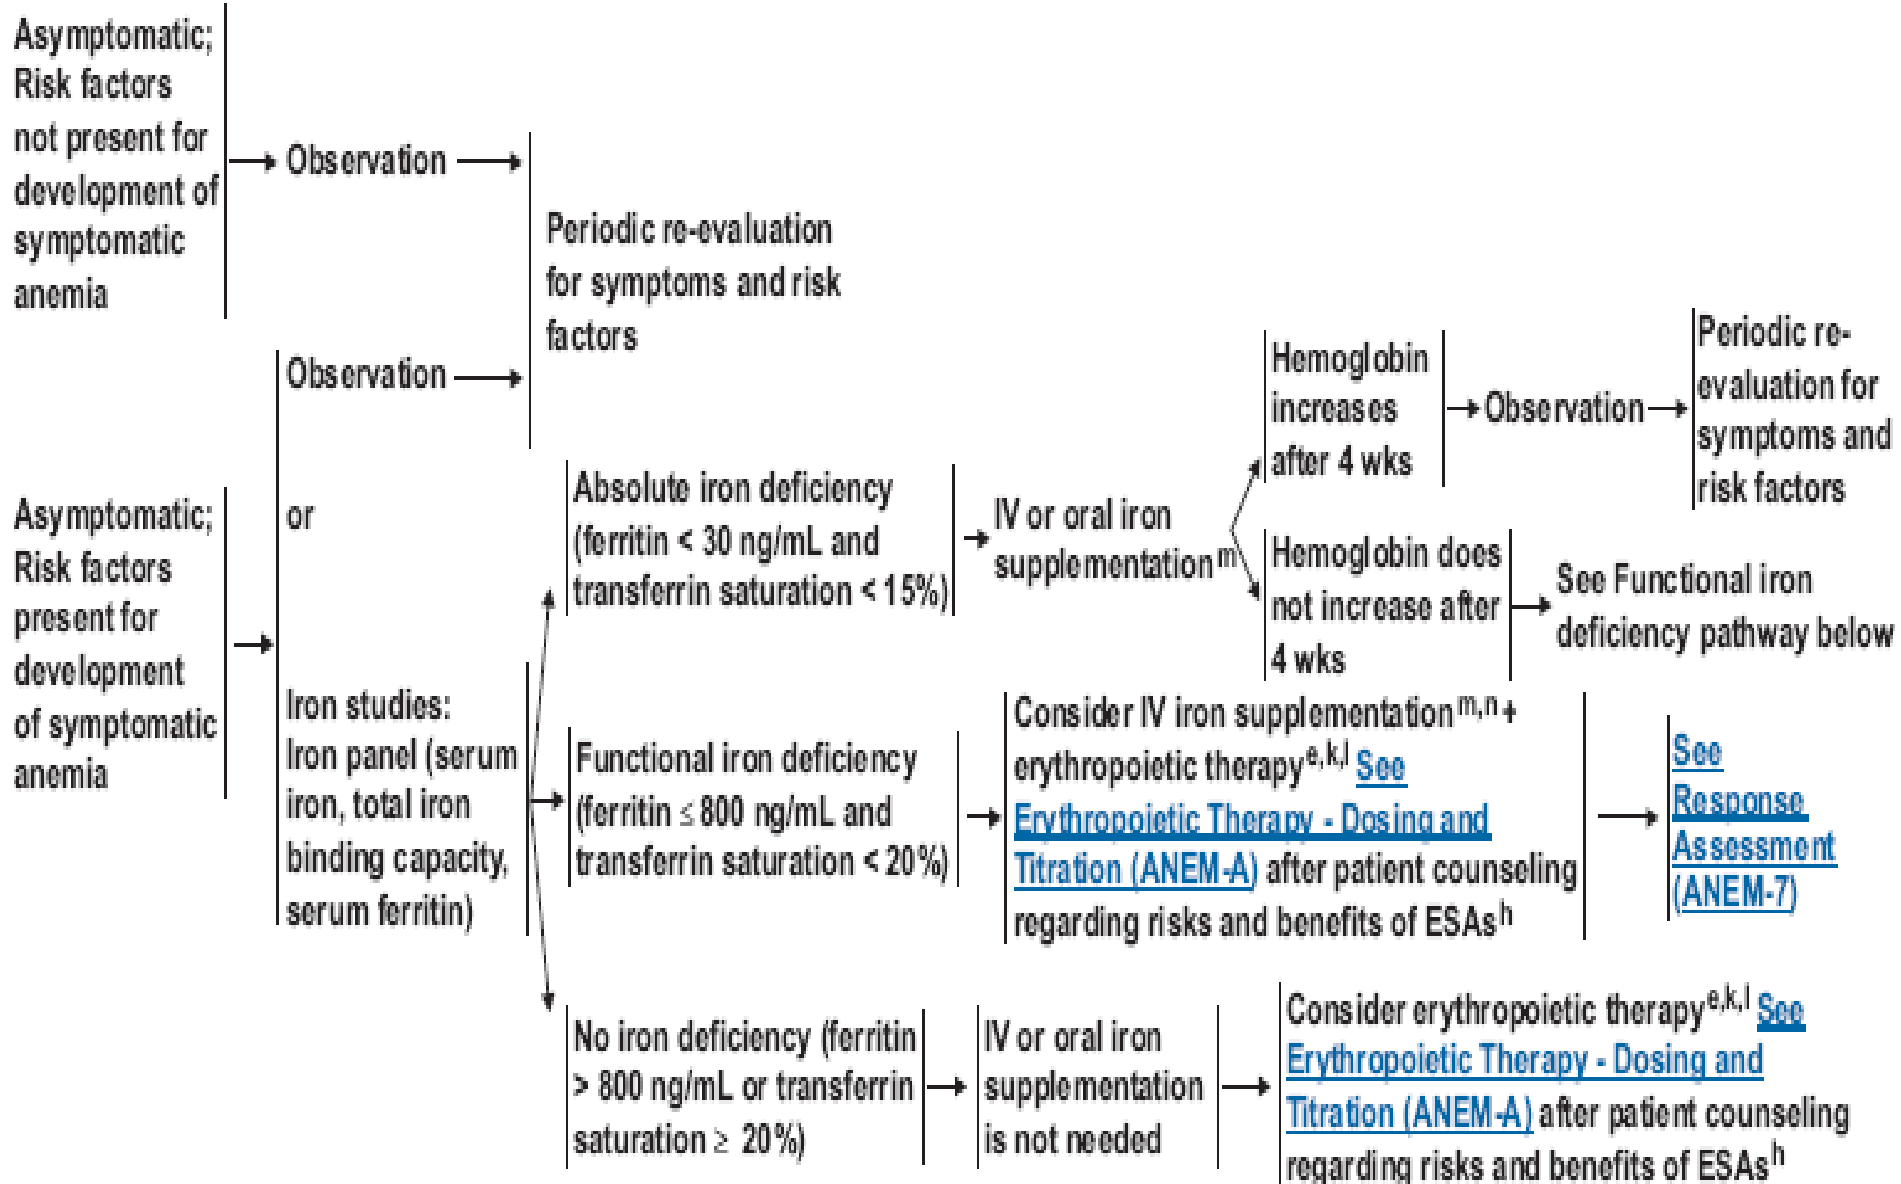 Asymptomatic;
Risk factors
not present for
development of
symptomatic
anemia
Observation
Periodic re-evaluation
for symptoms and risk
factors
Asymptomatic;
Risk factors
present for
development
of symptomatic
anemia
Observation
or
Iron studies:
Iron panel (serum
iron, total iron
binding capacity,
serum ferritin)
Absolute iron deficiency
(ferritin < 30 ng/mL and
transferrin saturation < 15%)
IV or oral iron
supplementation m
Hemoglobin
increases
after 4 wks
Observation
Periodic re-
evaluation for
symptoms and
risk factors
Hemoglobin does
not increase after
4 wks
See Functional iron
deficiency pathway below
Functional iron deficiency
(ferritin ≤ 800 ng/mL and
transferrin saturation < 20%)
Consider IV iron supplementation m,n +
erythropoietic therapy e,k,l See
Erythropoietic Therapy - Dosing and
Titration (ANEM-A) after patient counseling
regarding risks and benefits of ESAs h
See
Response
Assessment
(ANEM-7)
No iron deficiency (ferritin
> 800 ng/mL or transferrin
saturation ≥ 20%)
IV or oral iron
supplementation
is not needed
Consider erythropoietic therapy e,k,l See
Erythropoietic Therapy - Dosing and
Titration (ANEM-A) after patient counseling
regarding risks and benefits of ESAs h